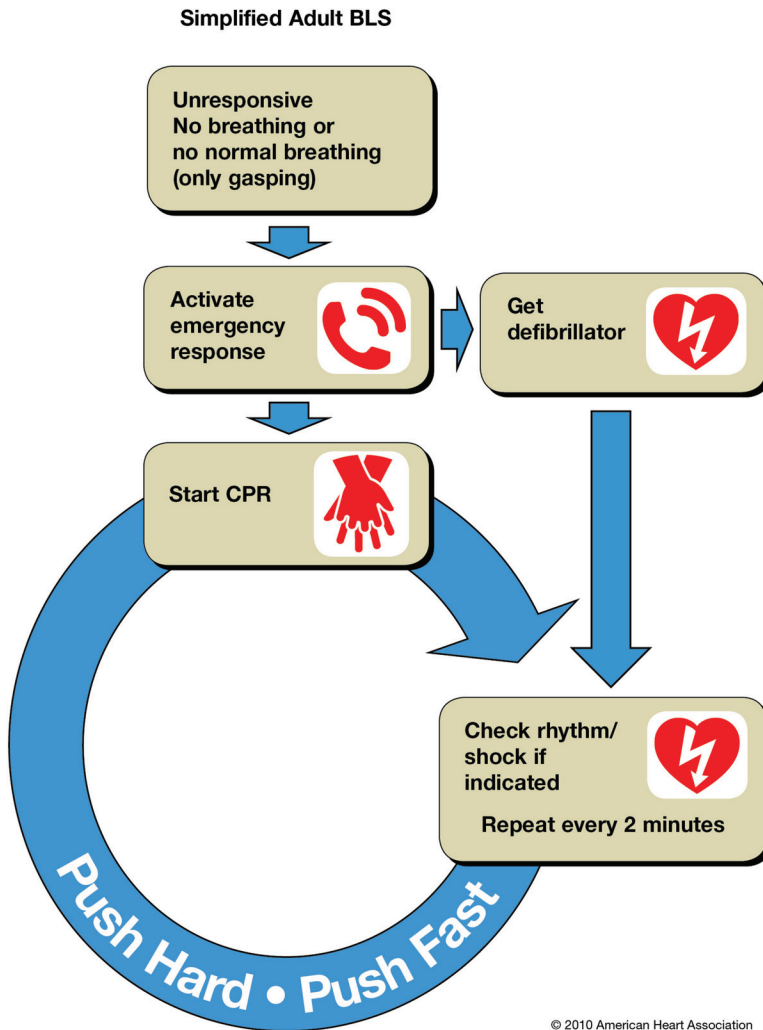 Simplified Adult BLS
Unresponsive
No breathing or
no normal breathing
(only gasping)
Activate
emergency
response
Get
defibrillator
Start CPR
Check rhythm/
shock if
indicated
Repeat every 2 minutes
Push Hard • Push Fast
© 2010 American Heart Association